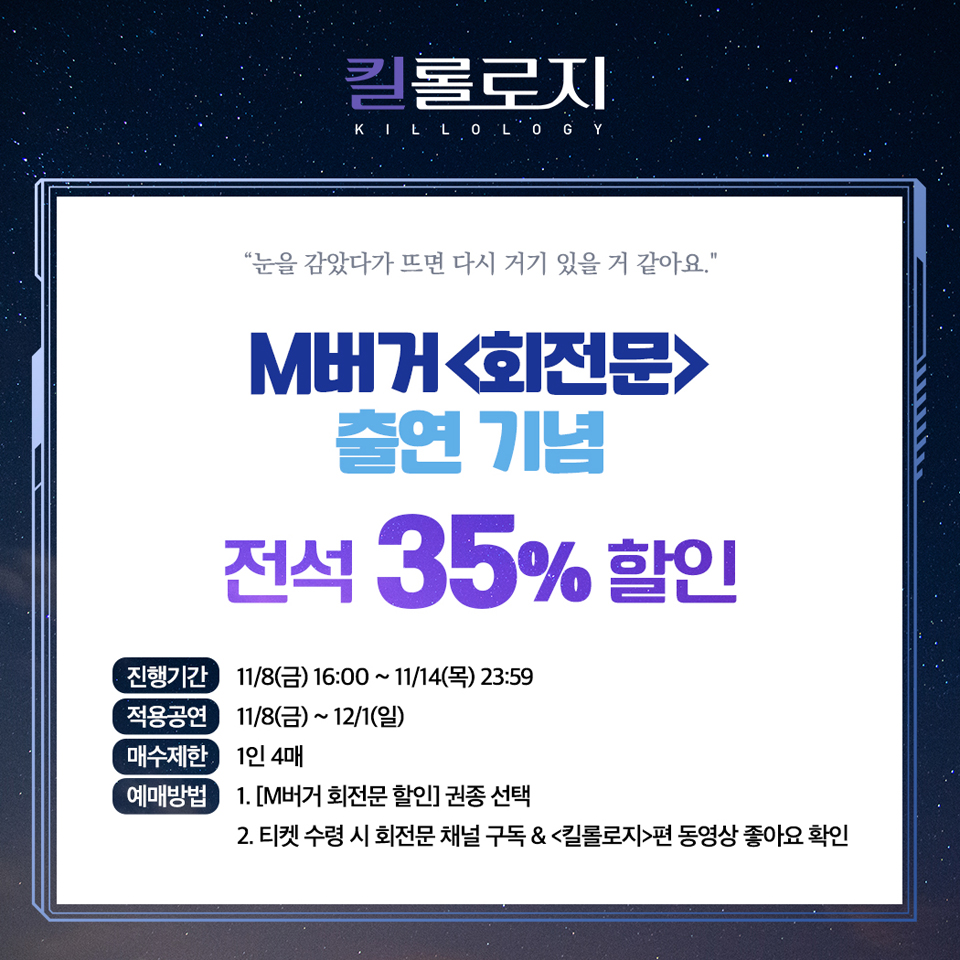 킬롤로지
KILLOLOGY
“눈을 감았다가 뜨면 다시 거기 있을 거 같아요."
M버거<회전문>
출연 기념
전석 35% 할인
진행기간 11/8(금) 16:00 ~ 11/14(목) 23:59
적용공연 11/8(금) ~ 12/1(일)
매수제한 1인 4매
예매방법 1. [M버거 회전문 할인] 권종 선택
2. 티켓 수령 시 회전문 채널 구독 & <킬롤로지>편 동영상 좋아요 확인